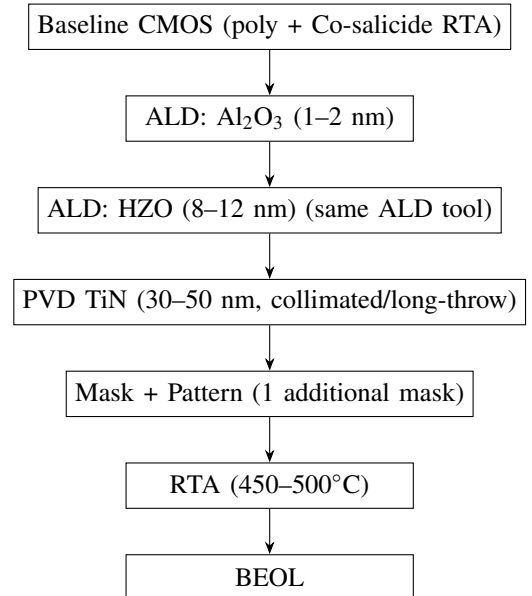 Baseline CMOS (poly + Co-salicide RTA)
ALD: Al₂O₃ (1–2 nm)
ALD: HZO (8–12 nm) (same ALD tool)
PVD TiN (30–50 nm, collimated/long-throw)
Mask + Pattern (1 additional mask)
RTA (450–500°C)
BEOL